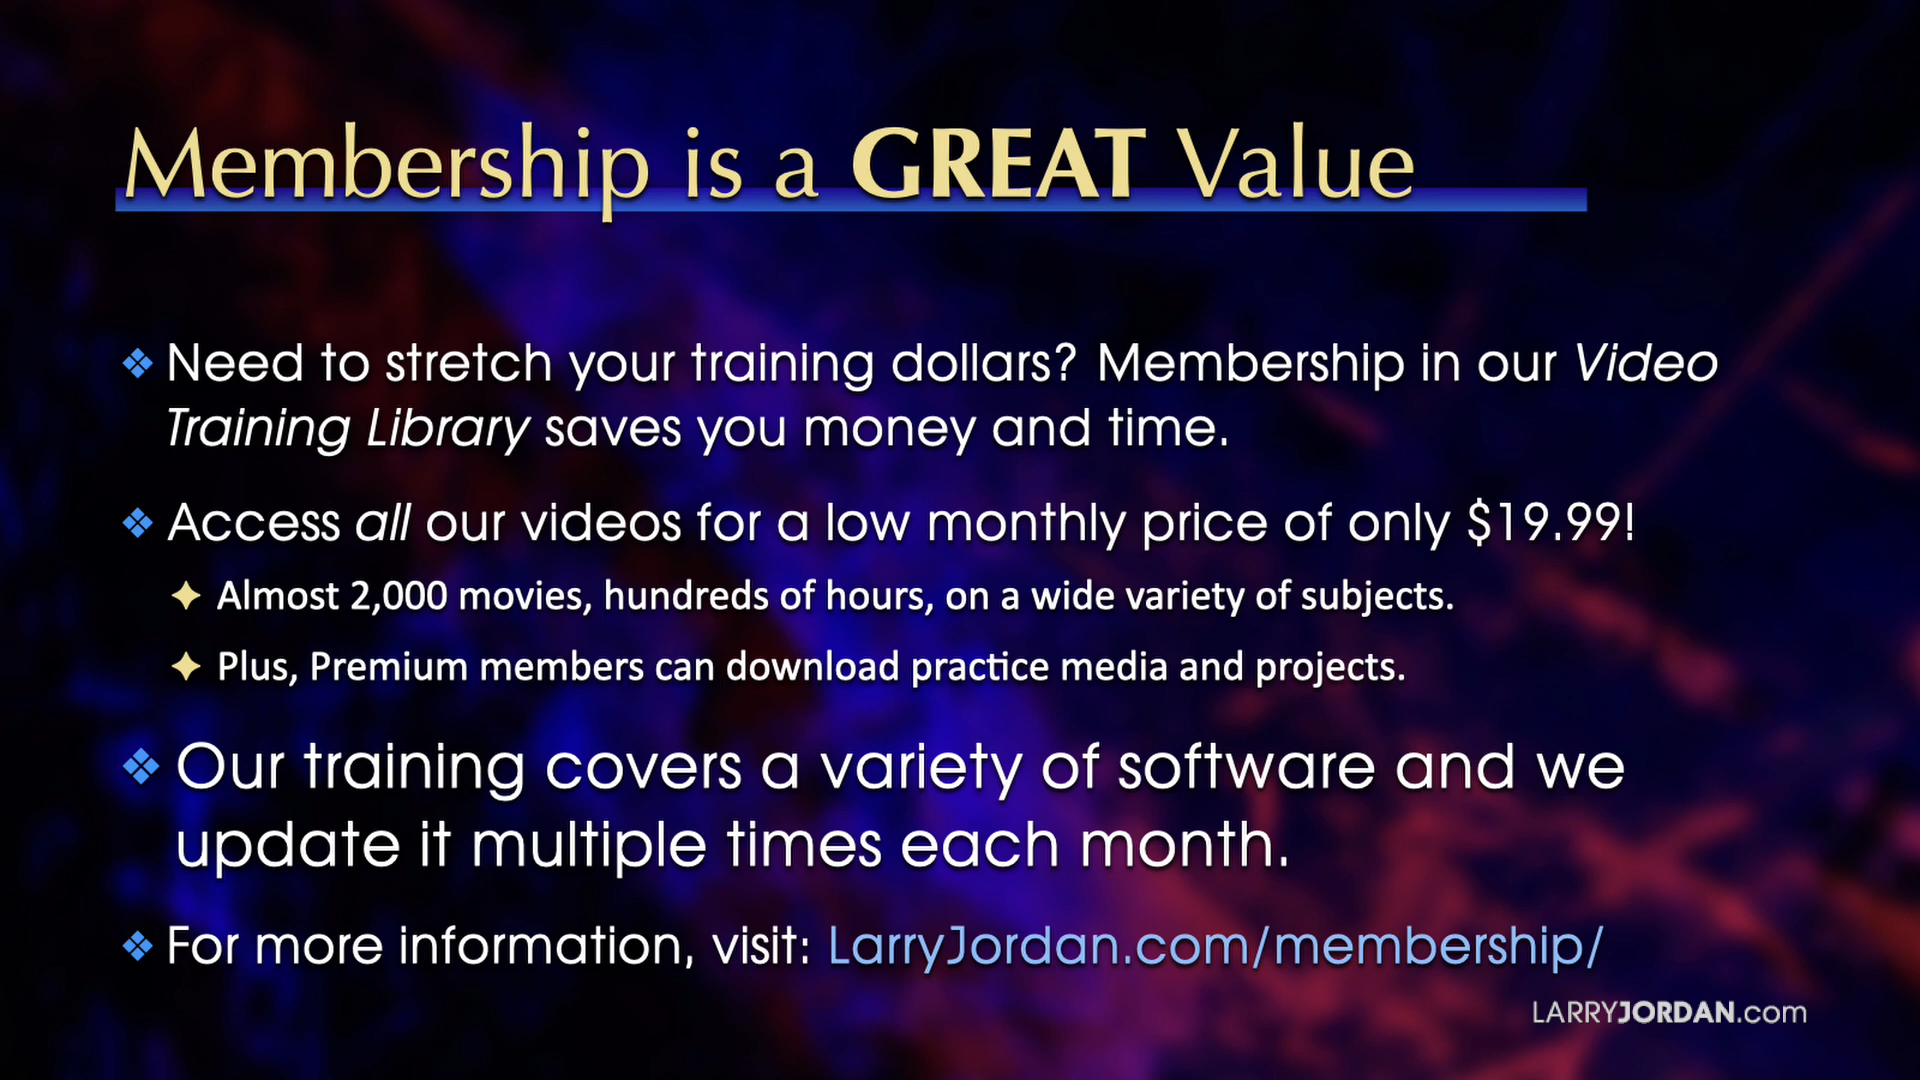 Membership is a GREAT Value
Need to stretch your training dollars? Membership in our Video
Training Library saves you money and time.
Access all our videos for a low monthly price of only $19.99!
Almost 2,000 movies, hundreds of hours, on a wide variety of subjects.
Plus, Premium members can download practice media and projects.
Our training covers a variety of software and we
update it multiple times each month.
For more information, visit: LarryJordan.com/membership/
LARRYJORDAN.com